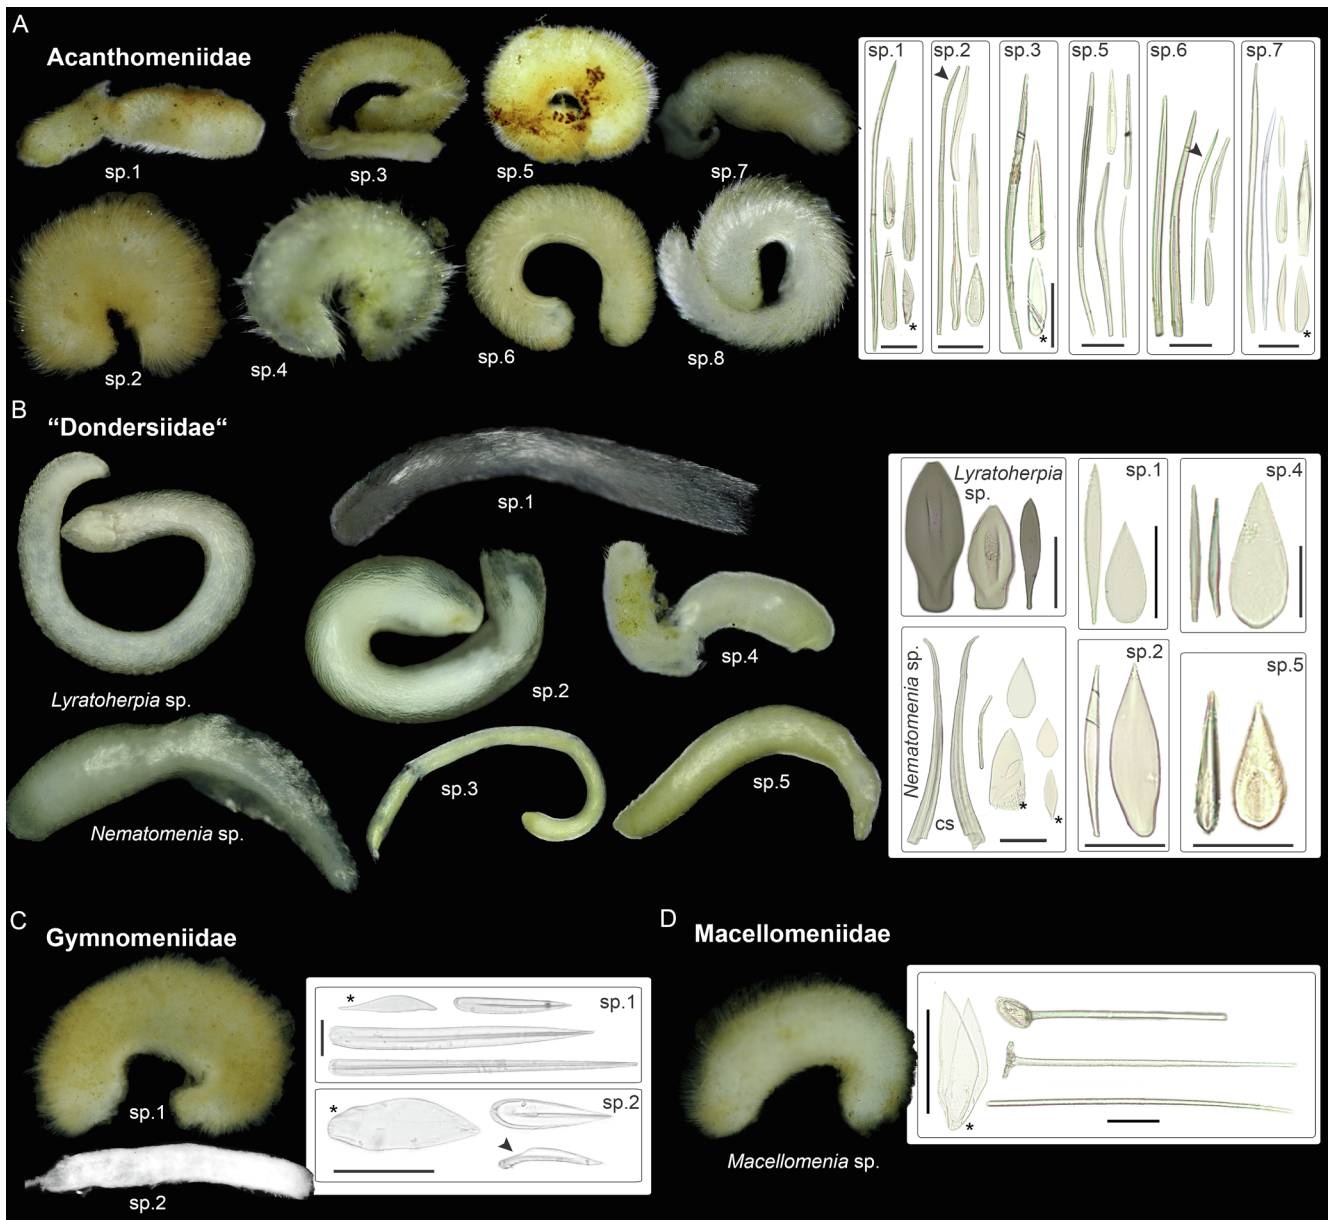 A
Acanthomeniidae
sp.1
sp.3
sp.5
sp.7
sp.2
sp.4
sp.6
sp.8
sp.1
sp.2
sp.3
sp.5
sp.6
sp.7
*
*
*
B
“Dondersiidae“
Lyratoherpia sp.
sp.1
sp.2
sp.4
Nematomenia sp.
sp.3
sp.5
Lyratoherpia
sp.
sp.1
sp.4
Nematomenia sp.
cs
*
*
sp.2
sp.5
C
Gymnomeniidae
sp.1
sp.2
*
sp.1
*
sp.2
D
Macellomeniidae
Macellomenia sp.
*